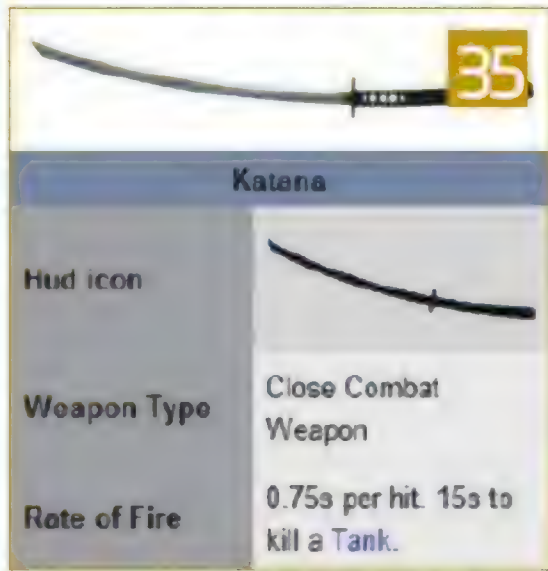 35
Katana
Hud icon
Weapon Type
Close Combat
Weapon
Rate of Fire
0.75s per hit. 15s to
kill a Tank.